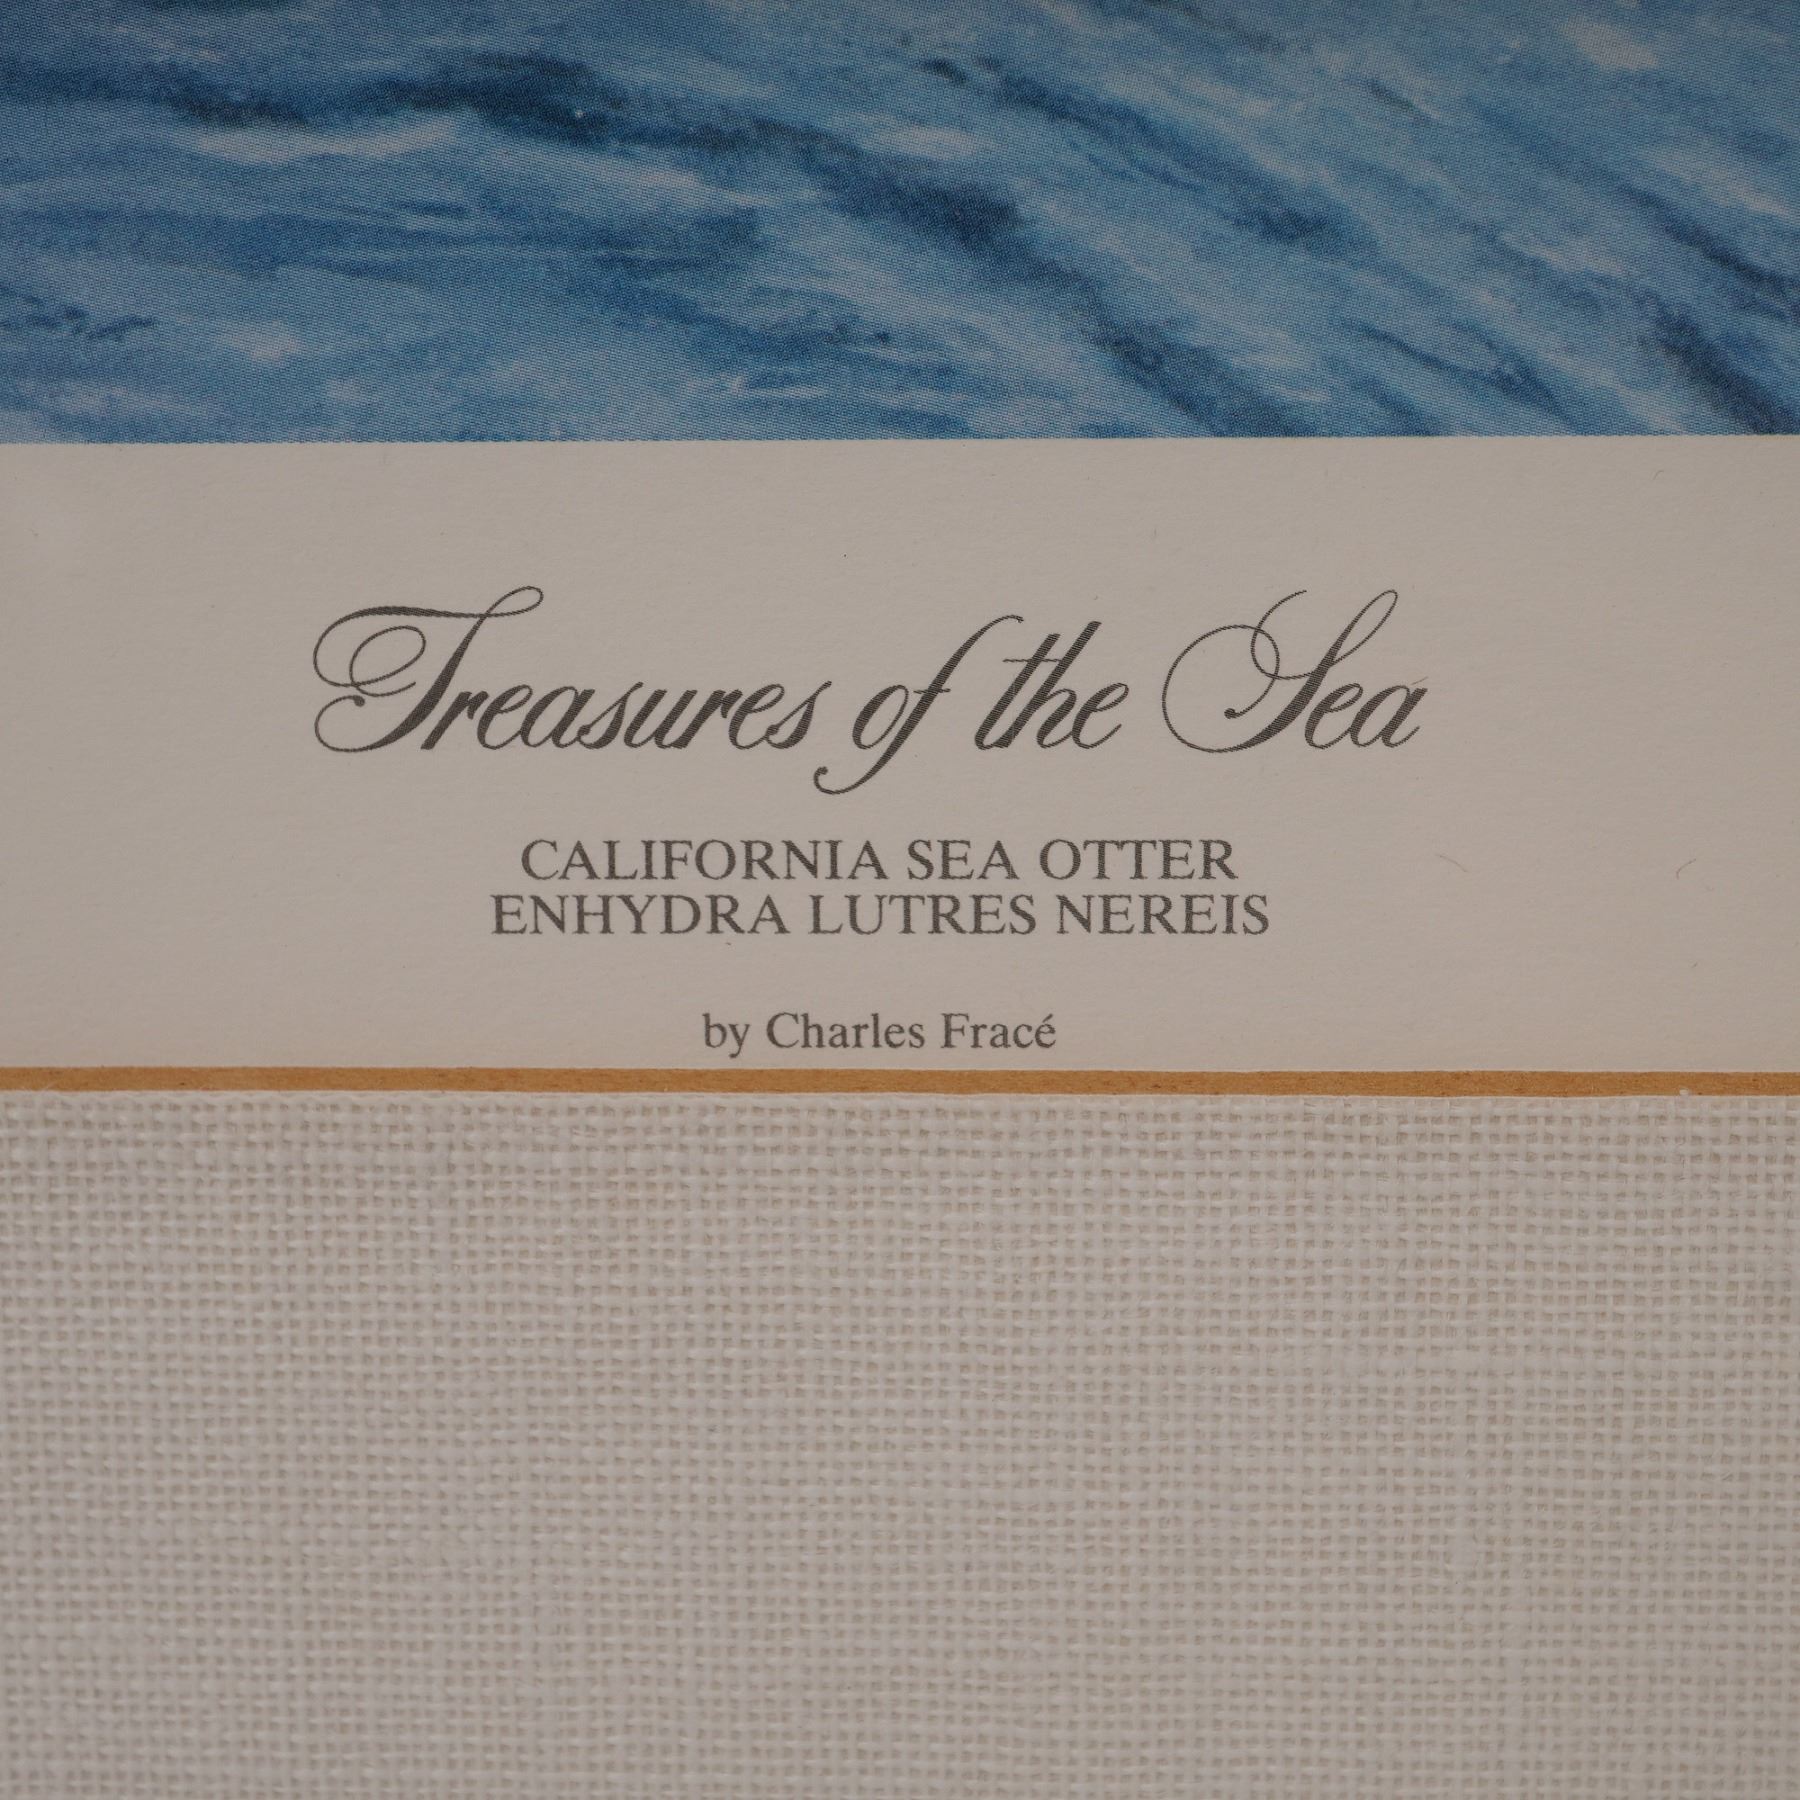 Treasures of the Sea
CALIFORNIA SEA OTTER
ENHYDRA LUTRES NEREIS
by Charles Fracé